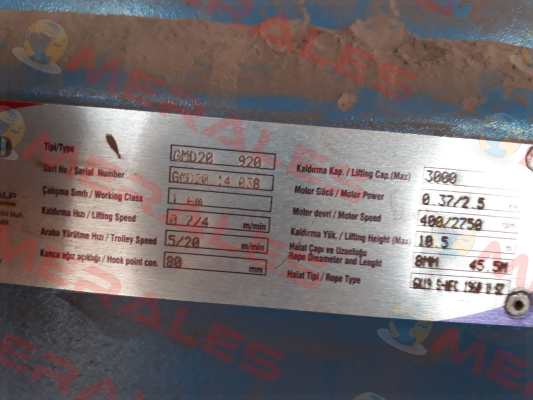 Tipi/Type GMD20 920
Seri No / Serial Number GMD20 14 038
Çalışma Sınıfı / Working Class
Kaldırma Hızı / Lifting Speed 0.7/4 m/min
Araba Yürütme Hızı / Trolley Speed 5/20 m/min
Kanca ağız açıklığı / Hook point con. 80 mm
Kaldırma Kap. / Lifting Cap.(Max) 3000
Motor Gücü / Motor Power 0.37/2.5
Motor devri / Motor Speed 400/2750 rpm
Kaldırma Yük. / Lifting Height (Max) 10.5 m
Halat Çapı ve Uzunluğu
Rope Dieameter and Lenght 8MM 45.5M
Halat Tipi / Rope Type
MERALES